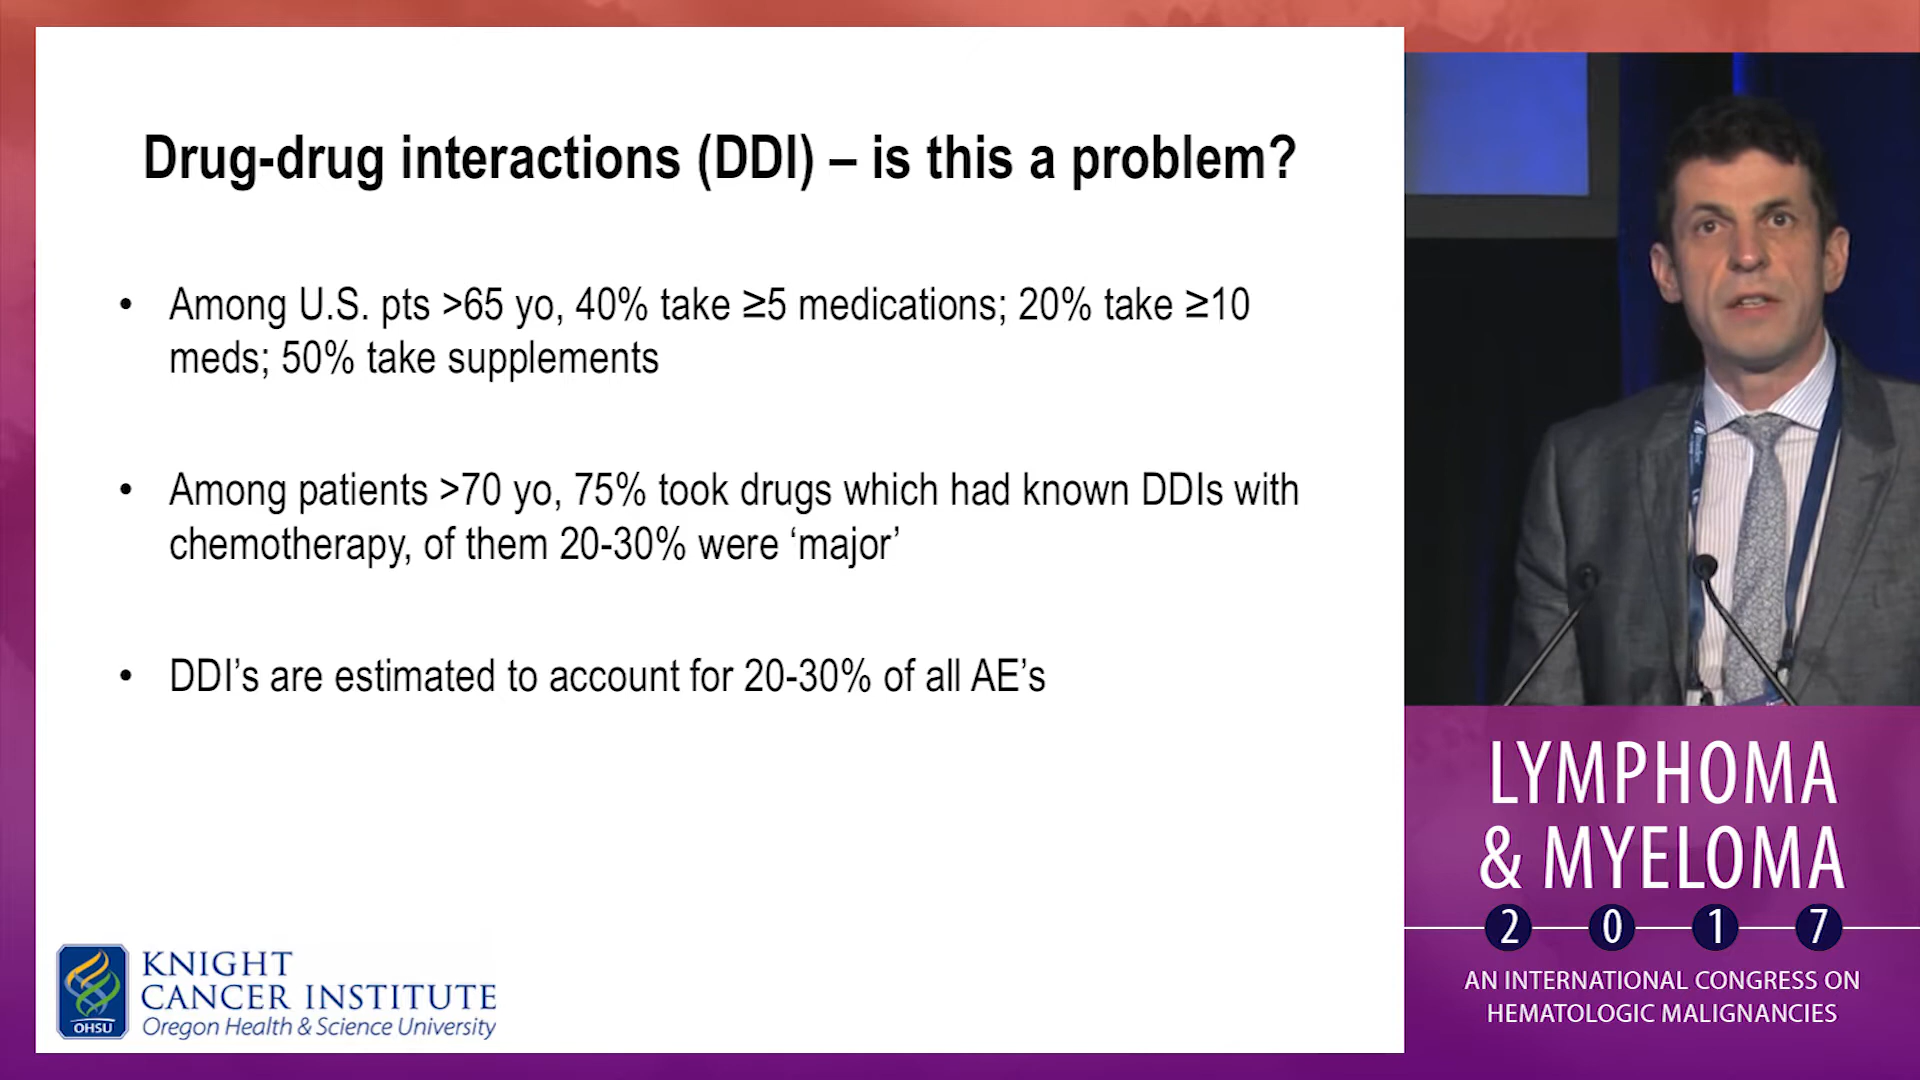 Drug-drug interactions (DDI) – is this a problem?
• Among U.S. pts >65 yo, 40% take ≥5 medications; 20% take ≥10
meds; 50% take supplements
• Among patients >70 yo, 75% took drugs which had known DDIs with
chemotherapy, of them 20-30% were ‘major’
• DDI’s are estimated to account for 20-30% of all AE’s
OHSU
KNIGHT
CANCER INSTITUTE
Oregon Health & Science University
LYMPHOMA
& MYELOMA
2 0 1 7
AN INTERNATIONAL CONGRESS ON
HEMATOLOGIC MALIGNANCIES